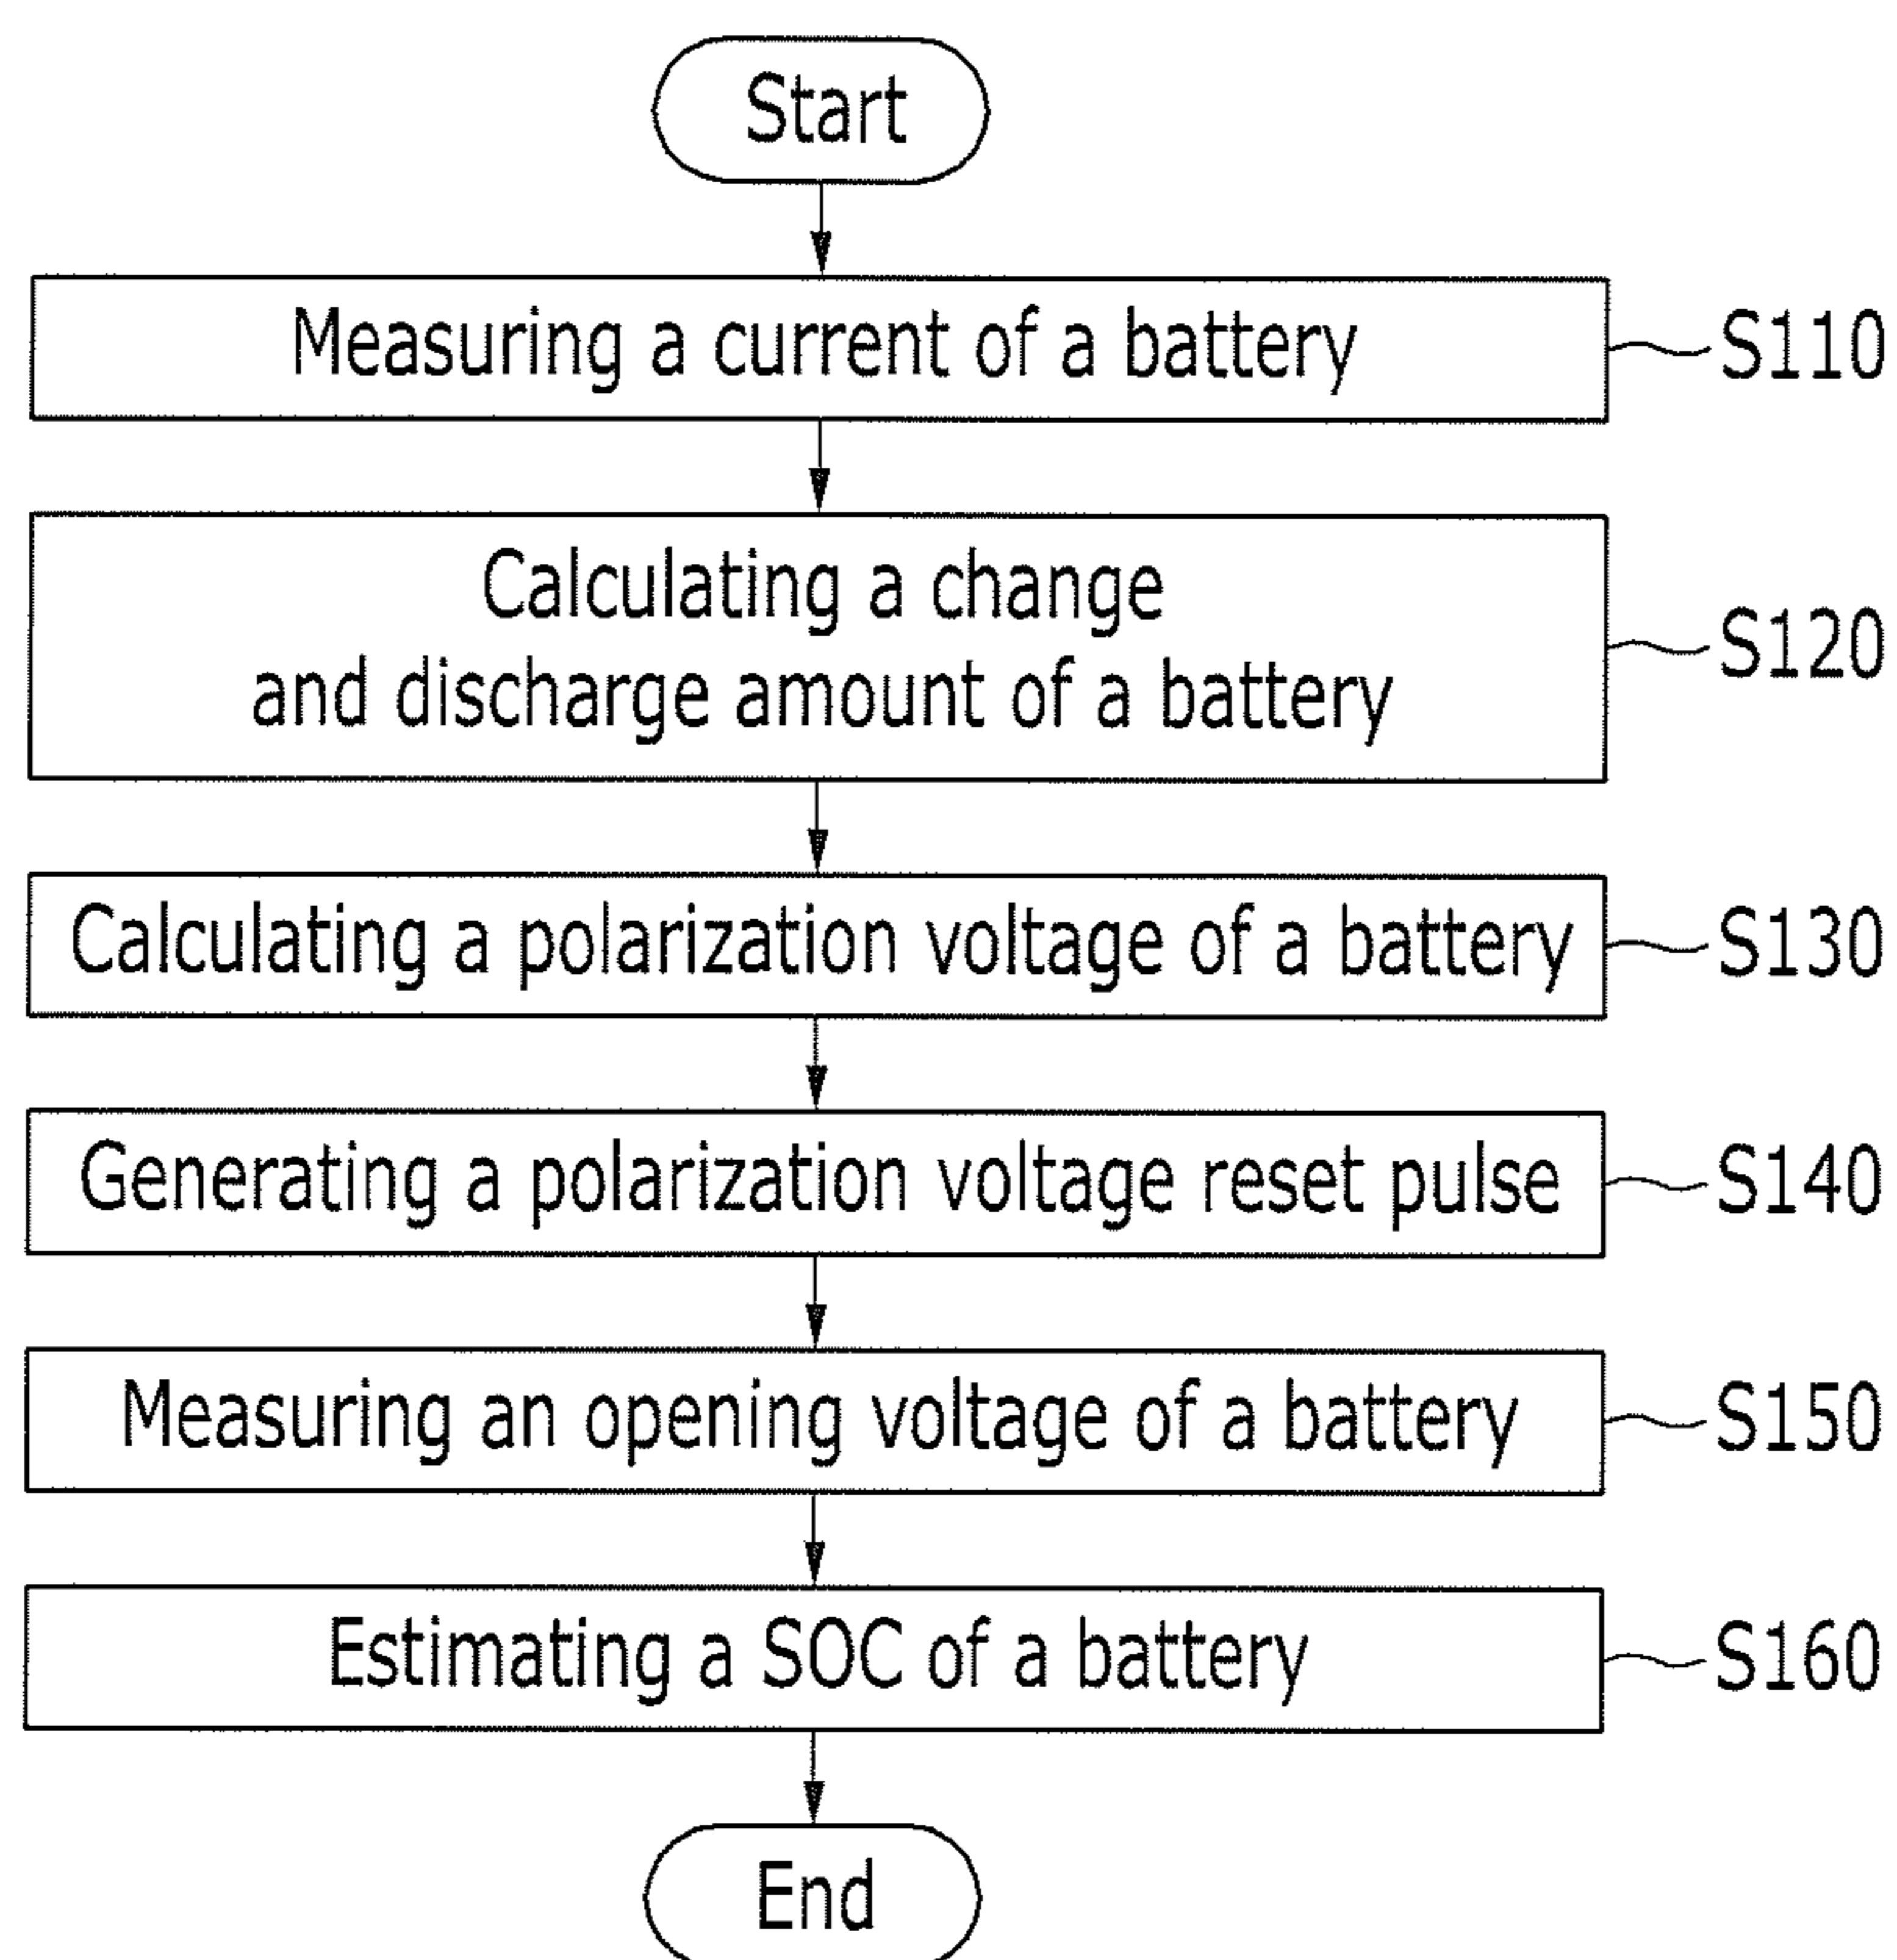 Start
Measuring a current of a battery
S110
Calculating a change
and discharge amount of a battery
S120
Calculating a polarization voltage of a battery
S130
Generating a polarization voltage reset pulse
S140
Measuring an opening voltage of a battery
S150
Estimating a SOC of a battery
S160
End